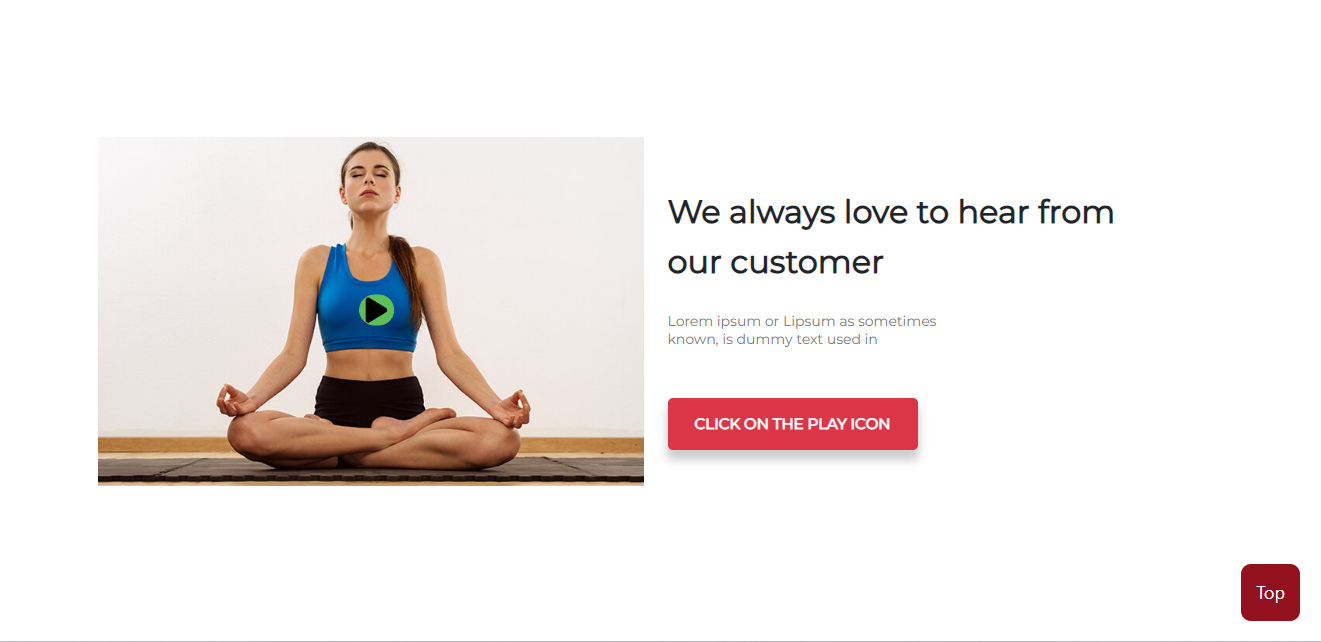 We always love to hear from
our customer
Lorem ipsum or Lipsum as sometimes
known, is dummy text used in
CLICK ON THE PLAY ICON
Top